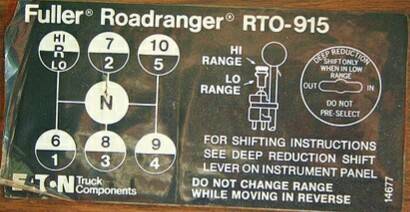 Fuller® Roadranger® RTO-915
HI
R
LO
7
2
10
5
N
6
1
8
3
9
4
HI
RANGE
LO
RANGE
DEEP REDUCTION
SHIFT ONLY
WHEN IN LOW
RANGE
OUT
IN
DO NOT
PRE-SELECT
FOR SHIFTING INSTRUCTIONS
SEE DEEP REDUCTION SHIFT
LEVER ON INSTRUMENT PANEL
DO NOT CHANGE RANGE
WHILE MOVING IN REVERSE
EATON Truck
Components
14677